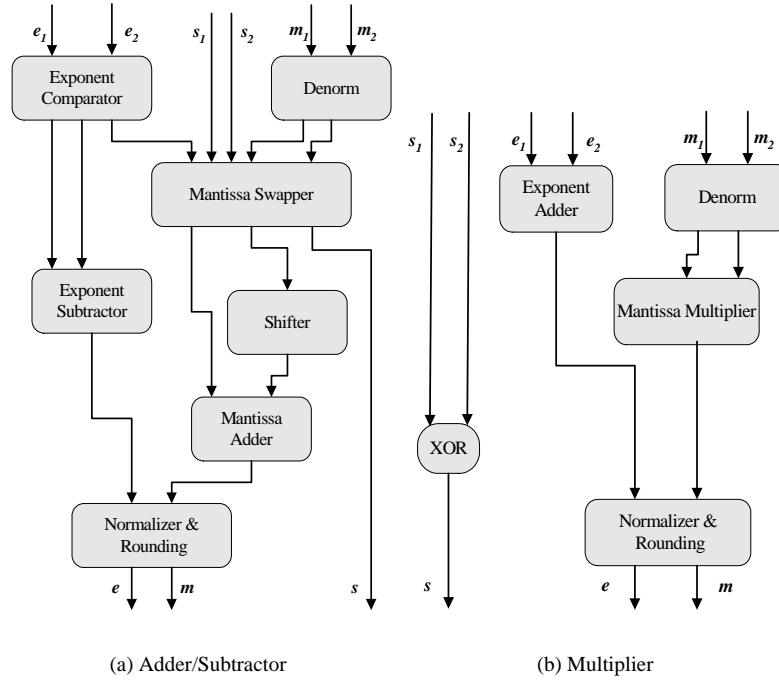 e1 e2 s1 s2 m1 m2
Exponent
Comparator
Denorm
Mantissa Swapper
Exponent
Subtractor
Shifter
Mantissa
Adder
Normalizer &
Rounding
e m s
(a) Adder/Subtractor
s1 s2 e1 e2 m1 m2
Exponent
Adder
Denorm
Mantissa Multiplier
XOR
Normalizer &
Rounding
s e m
(b) Multiplier